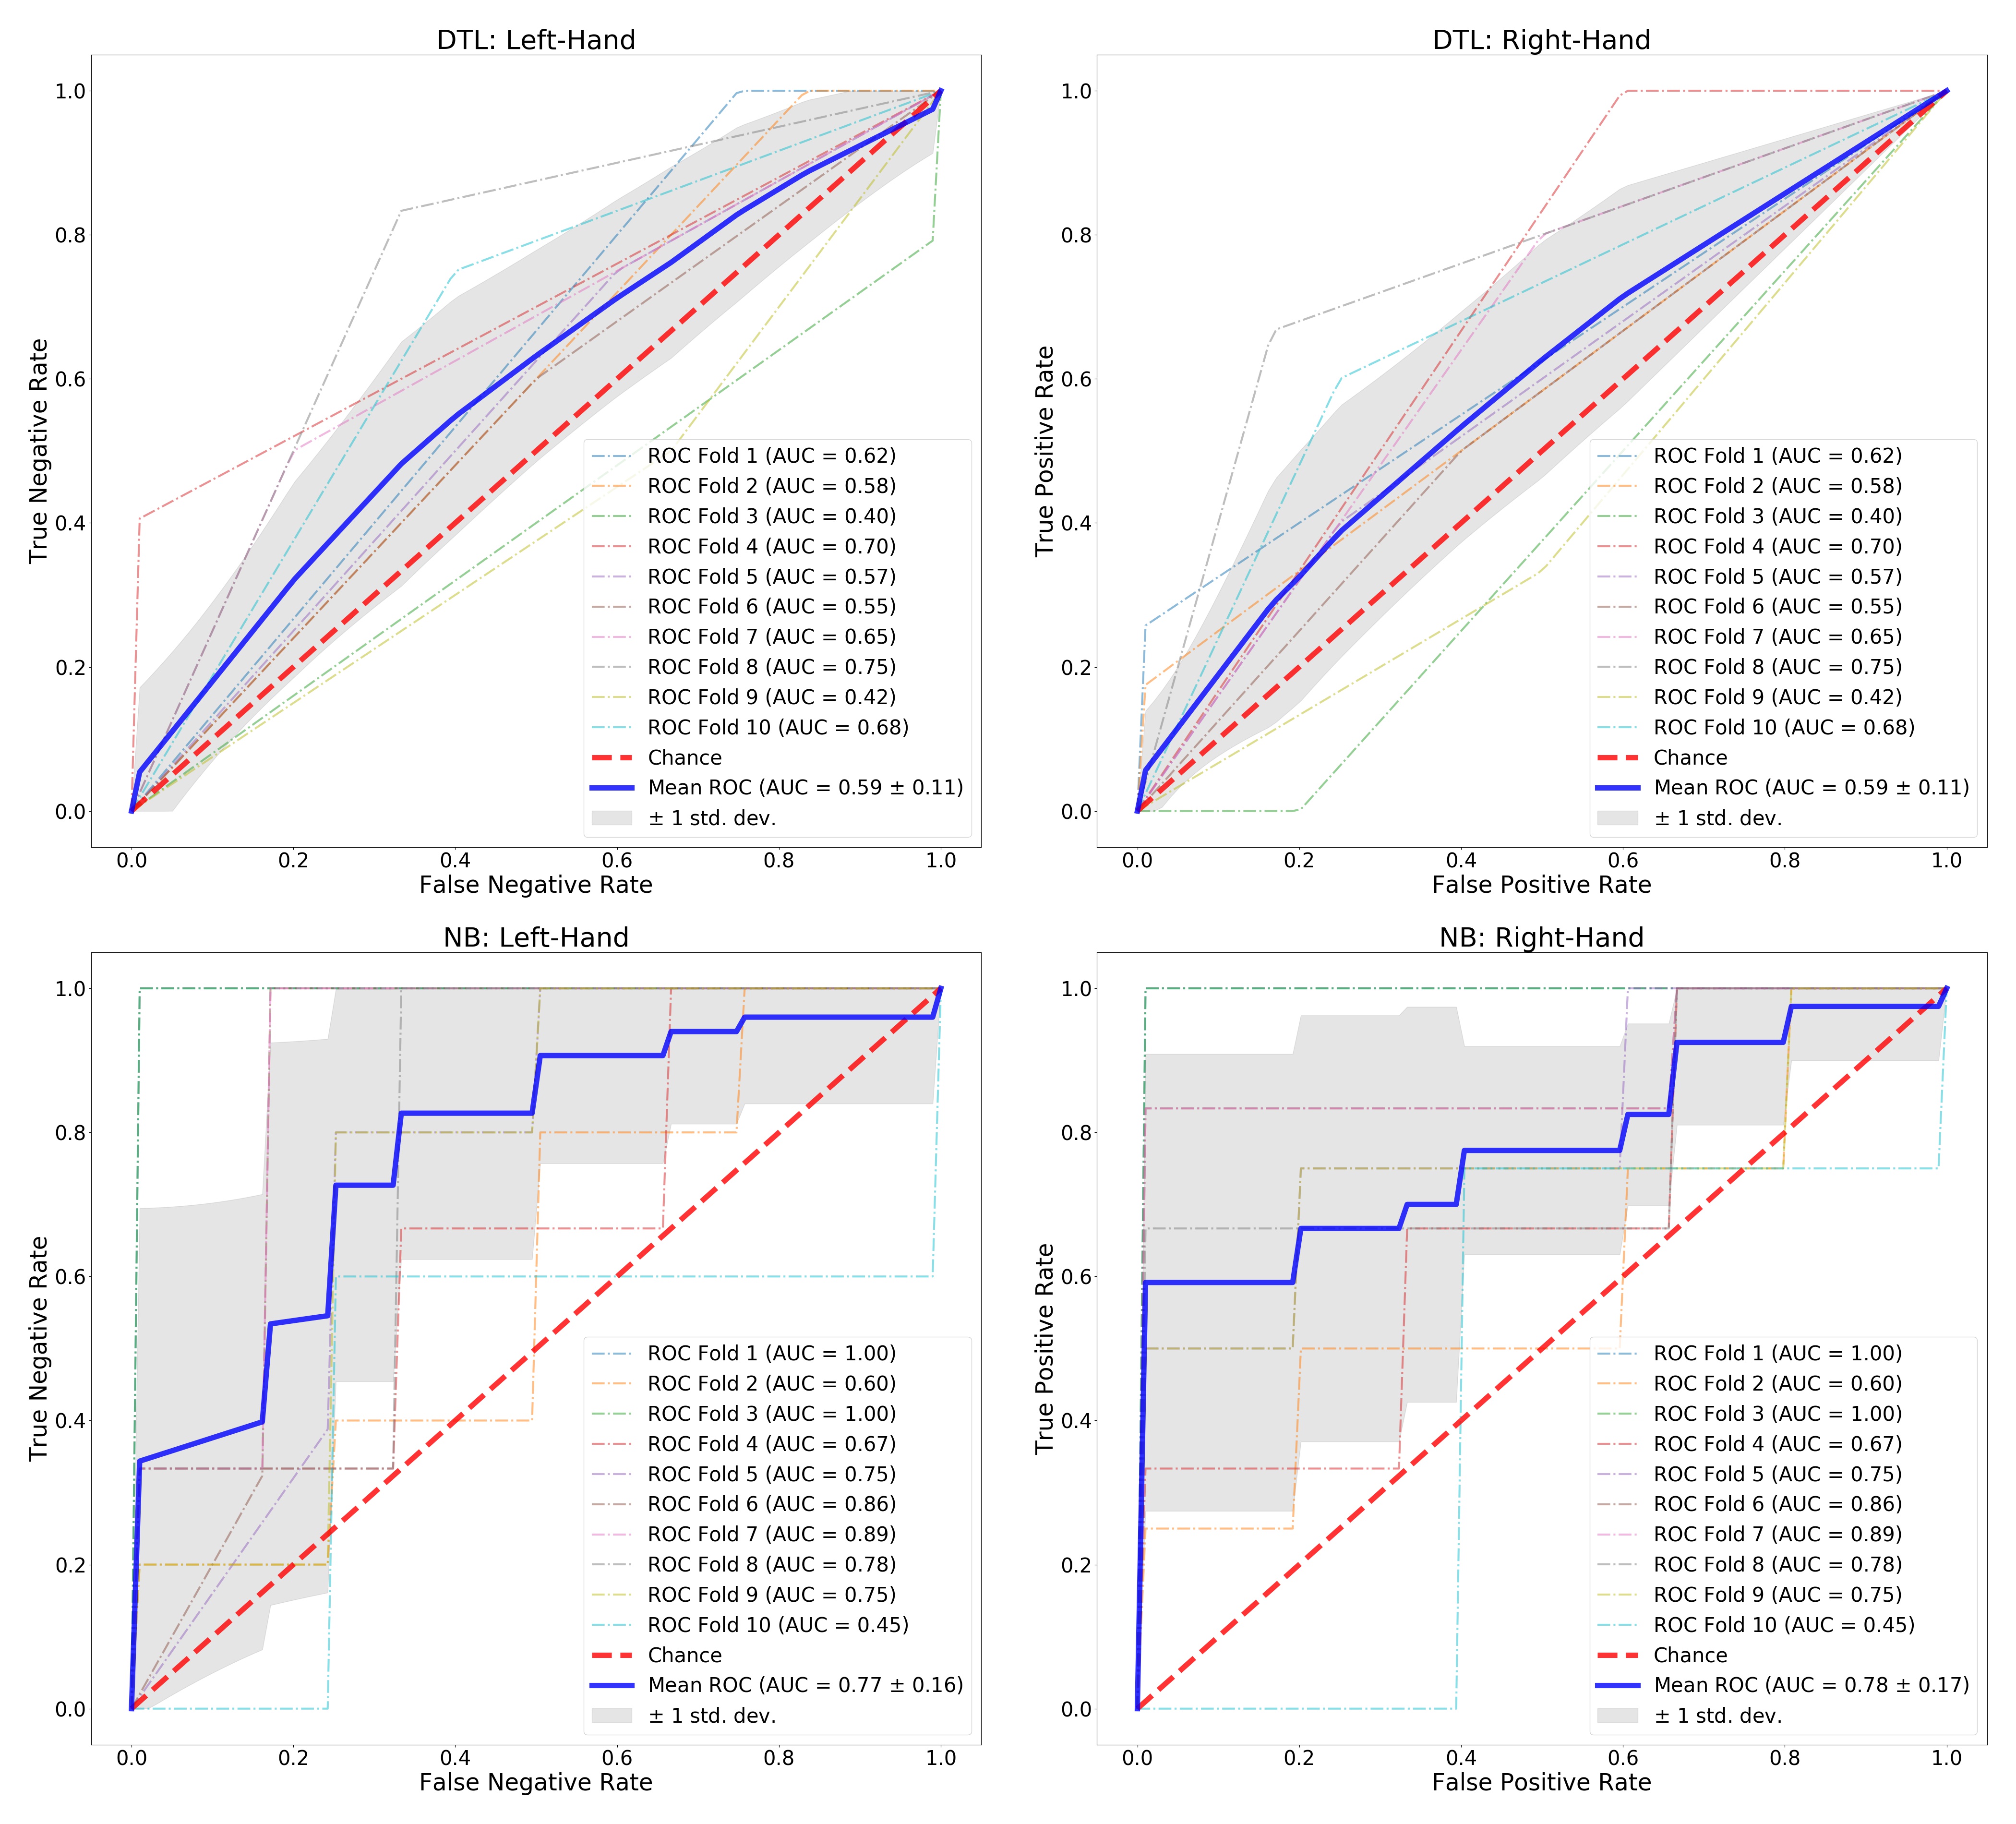 DTL: Left-Hand
True Negative Rate
1.0
0.8
0.6
0.4
0.2
0.0
ROC Fold 1 (AUC = 0.62)
ROC Fold 2 (AUC = 0.58)
ROC Fold 3 (AUC = 0.40)
ROC Fold 4 (AUC = 0.70)
ROC Fold 5 (AUC = 0.57)
ROC Fold 6 (AUC = 0.55)
ROC Fold 7 (AUC = 0.65)
ROC Fold 8 (AUC = 0.75)
ROC Fold 9 (AUC = 0.42)
ROC Fold 10 (AUC = 0.68)
Chance
Mean ROC (AUC = 0.59 ± 0.11)
± 1 std. dev.
0.0 0.2 0.4 0.6 0.8 1.0
False Negative Rate
DTL: Right-Hand
True Positive Rate
1.0
0.8
0.6
0.4
0.2
0.0
ROC Fold 1 (AUC = 0.62)
ROC Fold 2 (AUC = 0.58)
ROC Fold 3 (AUC = 0.40)
ROC Fold 4 (AUC = 0.70)
ROC Fold 5 (AUC = 0.57)
ROC Fold 6 (AUC = 0.55)
ROC Fold 7 (AUC = 0.65)
ROC Fold 8 (AUC = 0.75)
ROC Fold 9 (AUC = 0.42)
ROC Fold 10 (AUC = 0.68)
Chance
Mean ROC (AUC = 0.59 ± 0.11)
± 1 std. dev.
0.0 0.2 0.4 0.6 0.8 1.0
False Positive Rate
NB: Left-Hand
True Negative Rate
1.0
0.8
0.6
0.4
0.2
0.0
ROC Fold 1 (AUC = 1.00)
ROC Fold 2 (AUC = 0.60)
ROC Fold 3 (AUC = 1.00)
ROC Fold 4 (AUC = 0.67)
ROC Fold 5 (AUC = 0.75)
ROC Fold 6 (AUC = 0.86)
ROC Fold 7 (AUC = 0.89)
ROC Fold 8 (AUC = 0.78)
ROC Fold 9 (AUC = 0.75)
ROC Fold 10 (AUC = 0.45)
Chance
Mean ROC (AUC = 0.77 ± 0.16)
± 1 std. dev.
0.0 0.2 0.4 0.6 0.8 1.0
False Negative Rate
NB: Right-Hand
True Positive Rate
1.0
0.8
0.6
0.4
0.2
0.0
ROC Fold 1 (AUC = 1.00)
ROC Fold 2 (AUC = 0.60)
ROC Fold 3 (AUC = 1.00)
ROC Fold 4 (AUC = 0.67)
ROC Fold 5 (AUC = 0.75)
ROC Fold 6 (AUC = 0.86)
ROC Fold 7 (AUC = 0.89)
ROC Fold 8 (AUC = 0.78)
ROC Fold 9 (AUC = 0.75)
ROC Fold 10 (AUC = 0.45)
Chance
Mean ROC (AUC = 0.78 ± 0.17)
± 1 std. dev.
0.0 0.2 0.4 0.6 0.8 1.0
False Positive Rate